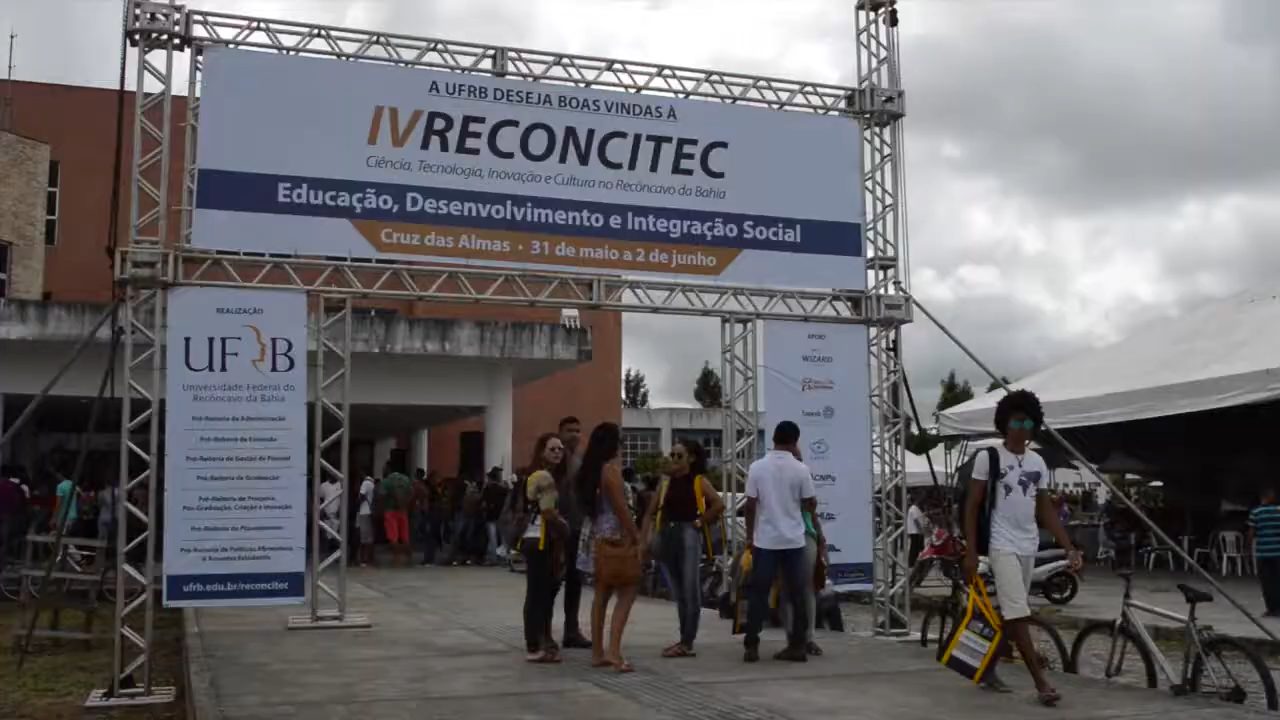 A UFRB DESEJA BOAS VINDAS À
IV RECONCITEC
Ciência, Tecnologia, Inovação e Cultura no Recôncavo da Bahia
Educação, Desenvolvimento e Integração Social
Cruz das Almas • 31 de maio a 2 de junho
REALIZAÇÃO
UFRB
Universidade Federal do
Recôncavo da Bahia
Pró-Reitoria de Administração
Pró-Reitoria de Extensão
Pró-Reitoria de Gestão de Pessoal
Pró-Reitoria de Graduação
Pró-Reitoria de Pesquisa,
Pós-Graduação, Criação e Inovação
Pró-Reitoria de Planejamento
Pró-Reitoria de Políticas Afirmativas
e Assuntos Estudantis
ufrb.edu.br/reconcitec
APOIO
WIZARD
CNPq